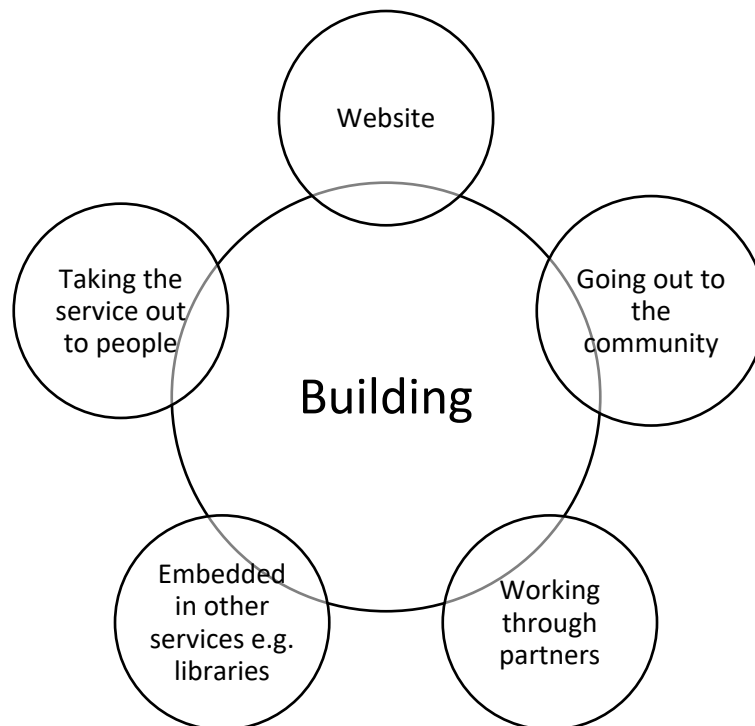 Website
Taking the
service out
to people
Going out to
the
community
Building
Embedded
in other
services e.g.
libraries
Working
through
partners